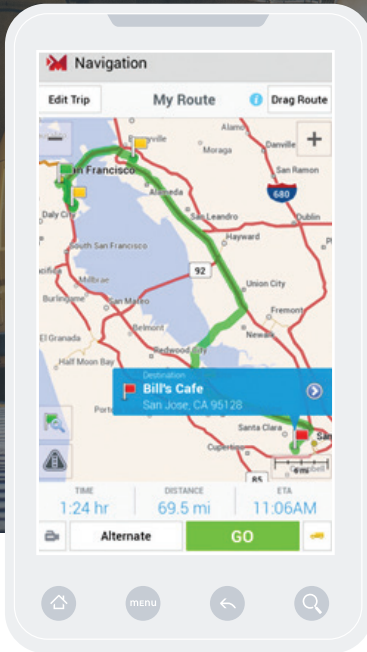 Navigation
Edit Trip
My Route
Drag Route
Alamo
Danville
Moraga
San Ramon
n Francisco
680
Alameda
Daly City
San Leandro
Dublin
South San Francisco
Hayward
92
Millbrae
Union City
Burlingame
San Mateo
Fremont
Belmont
Newark
El Granada
Redwood City
Half Moon Bay
Destination
Bill's Cafe
San Jose, CA 95128
Santa Clara
Cupertino
San
6 mi
85
TIME
DISTANCE
ETA
1:24 hr
69.5 mi
11:06AM
Alternate
GO
MENU